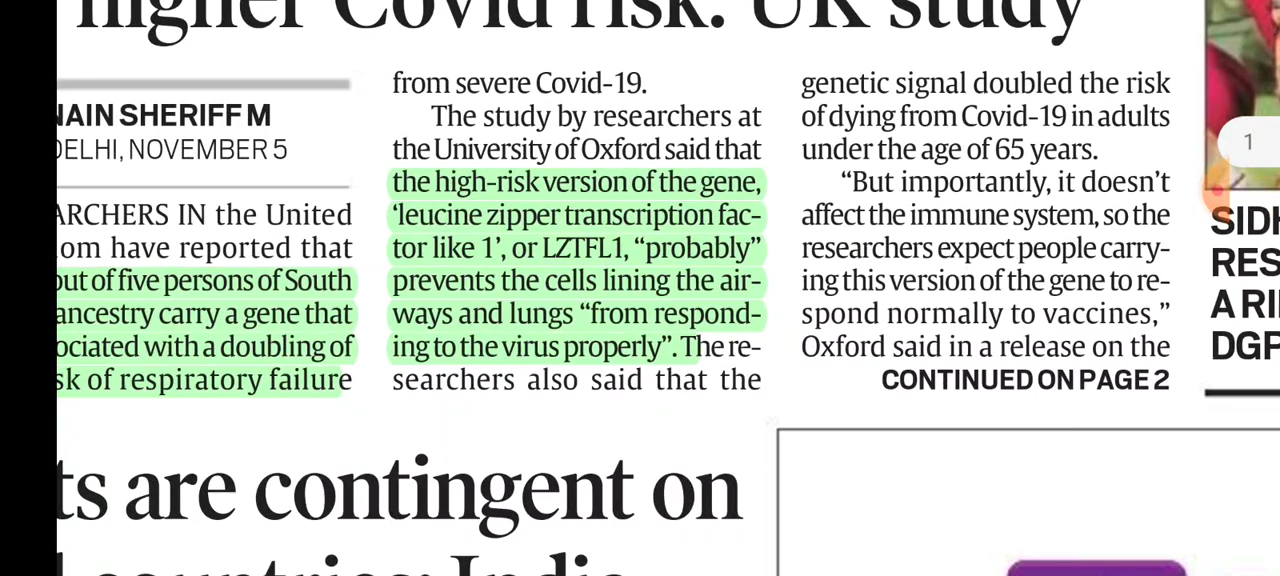 higher Covid risk: UK study
NAIN SHERIFF M
DELHI, NOVEMBER 5
ARCHERS IN the United
om have reported that
out of five persons of South
ancestry carry a gene that
ociated with a doubling of
sk of respiratory failure
from severe Covid-19.
The study by researchers at
the University of Oxford said that
the high-risk version of the gene,
‘leucine zipper transcription fac-
tor like 1’, or LZTFL1, “probably”
prevents the cells lining the air-
ways and lungs “from respond-
ing to the virus properly”. The re-
searchers also said that the
genetic signal doubled the risk
of dying from Covid-19 in adults
under the age of 65 years.
“But importantly, it doesn’t
affect the immune system, so the
researchers expect people carry-
ing this version of the gene to re-
spond normally to vaccines,”
Oxford said in a release on the
CONTINUED ON PAGE 2
1
SIDH
RES
A RI
DGP
ts are contingent on
countries: India